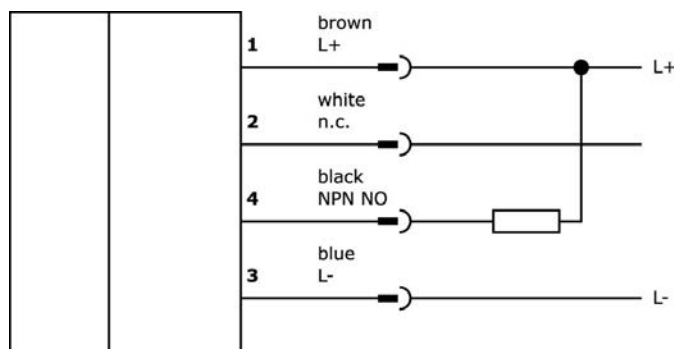 brown
1 L+
L+
white
2 n.c.
black
4 NPN NO
blue
3 L-
L-